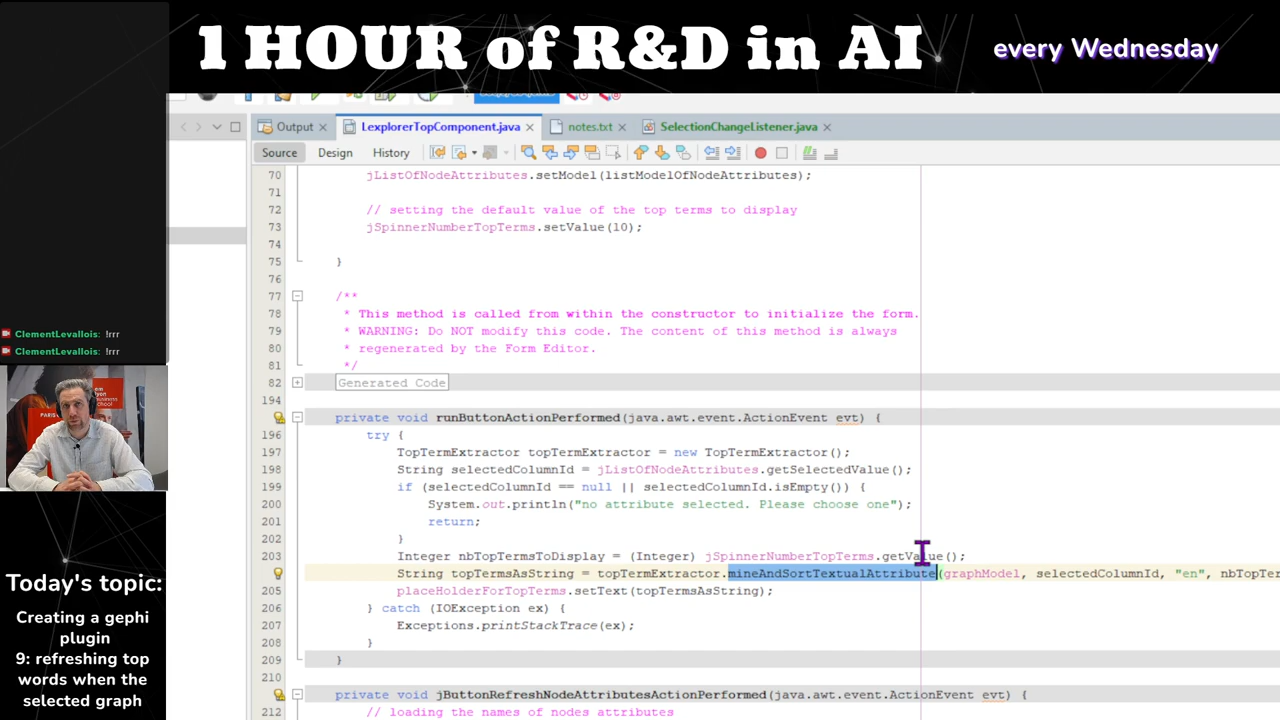 1 HOUR of R&D in AI
every Wednesday
Output
LexplorerTopComponent.java
notes.txt
SelectionChangeListener.java
Source Design History
70 jListOfNodeAttributes.setModel(listModelOfNodeAttributes);
71
72 // setting the default value of the top terms to display
73 jSpinnerNumberTopTerms.setValue(10);
74
75 }
76
77 /**
78 * This method is called from within the constructor to initialize the form.
79 * WARNING: Do NOT modify this code. The content of this method is always
80 * regenerated by the Form Editor.
81 */
82 Generated Code
194
private void runButtonActionPerformed(java.awt.event.ActionEvent evt) {
196 try {
197 TopTermExtractor topTermExtractor = new TopTermExtractor();
198 String selectedColumnId = jListOfNodeAttributes.getSelectedValue();
199 if (selectedColumnId == null || selectedColumnId.isEmpty()) {
200 System.out.println("no attribute selected. Please choose one");
201 return;
202 }
203 Integer nbTopTermsToDisplay = (Integer) jSpinnerNumberTopTerms.getValue();
String topTermsAsString = topTermExtractor.mineAndSortTextualAttribute(graphModel, selectedColumnId, "en", nbTopTer
205 placeHolderForTopTerms.setText(topTermsAsString);
206 } catch (IOException ex) {
207 Exceptions.printStackTrace(ex);
208 }
209 }
210
private void jButtonRefreshNodeAttributesActionPerformed(java.awt.event.ActionEvent evt) {
212 // loading the names of nodes attributes
ClementLevallois: !rrr
ClementLevallois: !rrr
Today's topic:
Creating a gephi
plugin
9: refreshing top
words when the
selected graph